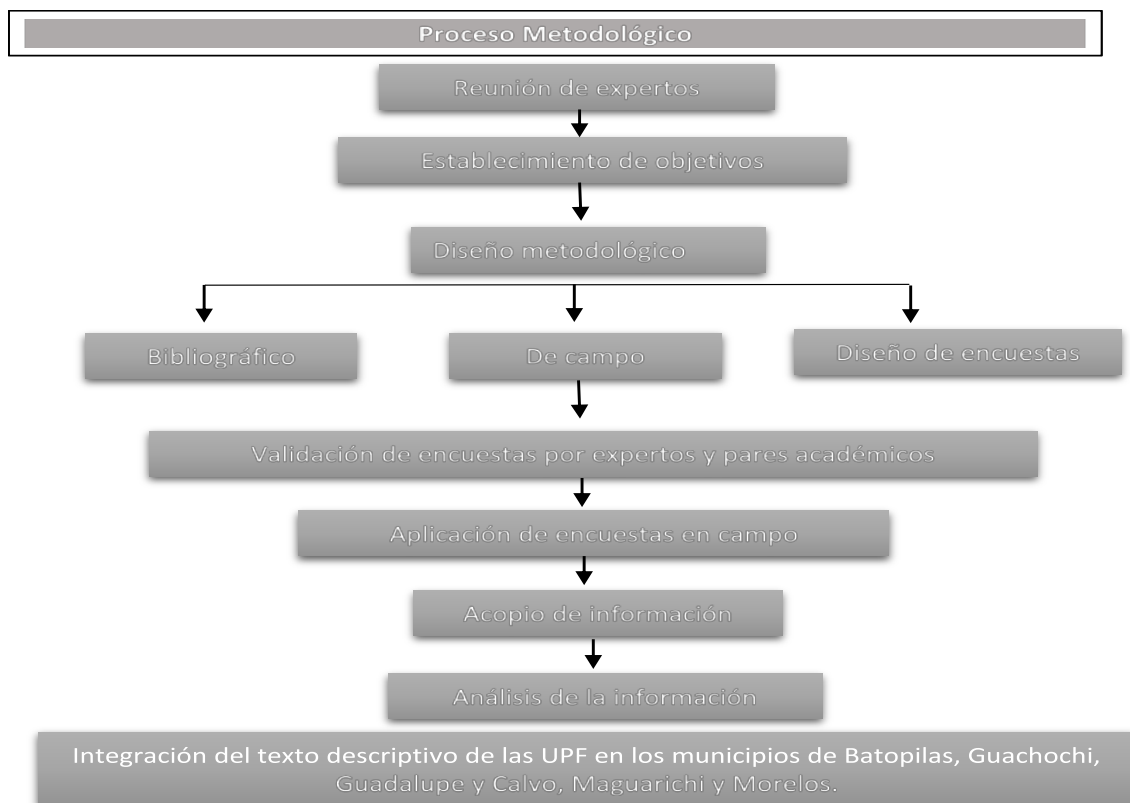 Proceso Metodológico
Reunión de expertos
Establecimiento de objetivos
Diseño metodológico
Bibliográfico
De campo
Diseño de encuestas
Validación de encuestas por expertos y pares académicos
Aplicación de encuestas en campo
Acopio de información
Análisis de la información
Integración del texto descriptivo de las UPF en los municipios de Batopilas, Guachochi,
Guadalupe y Calvo, Maguarichi y Morelos.